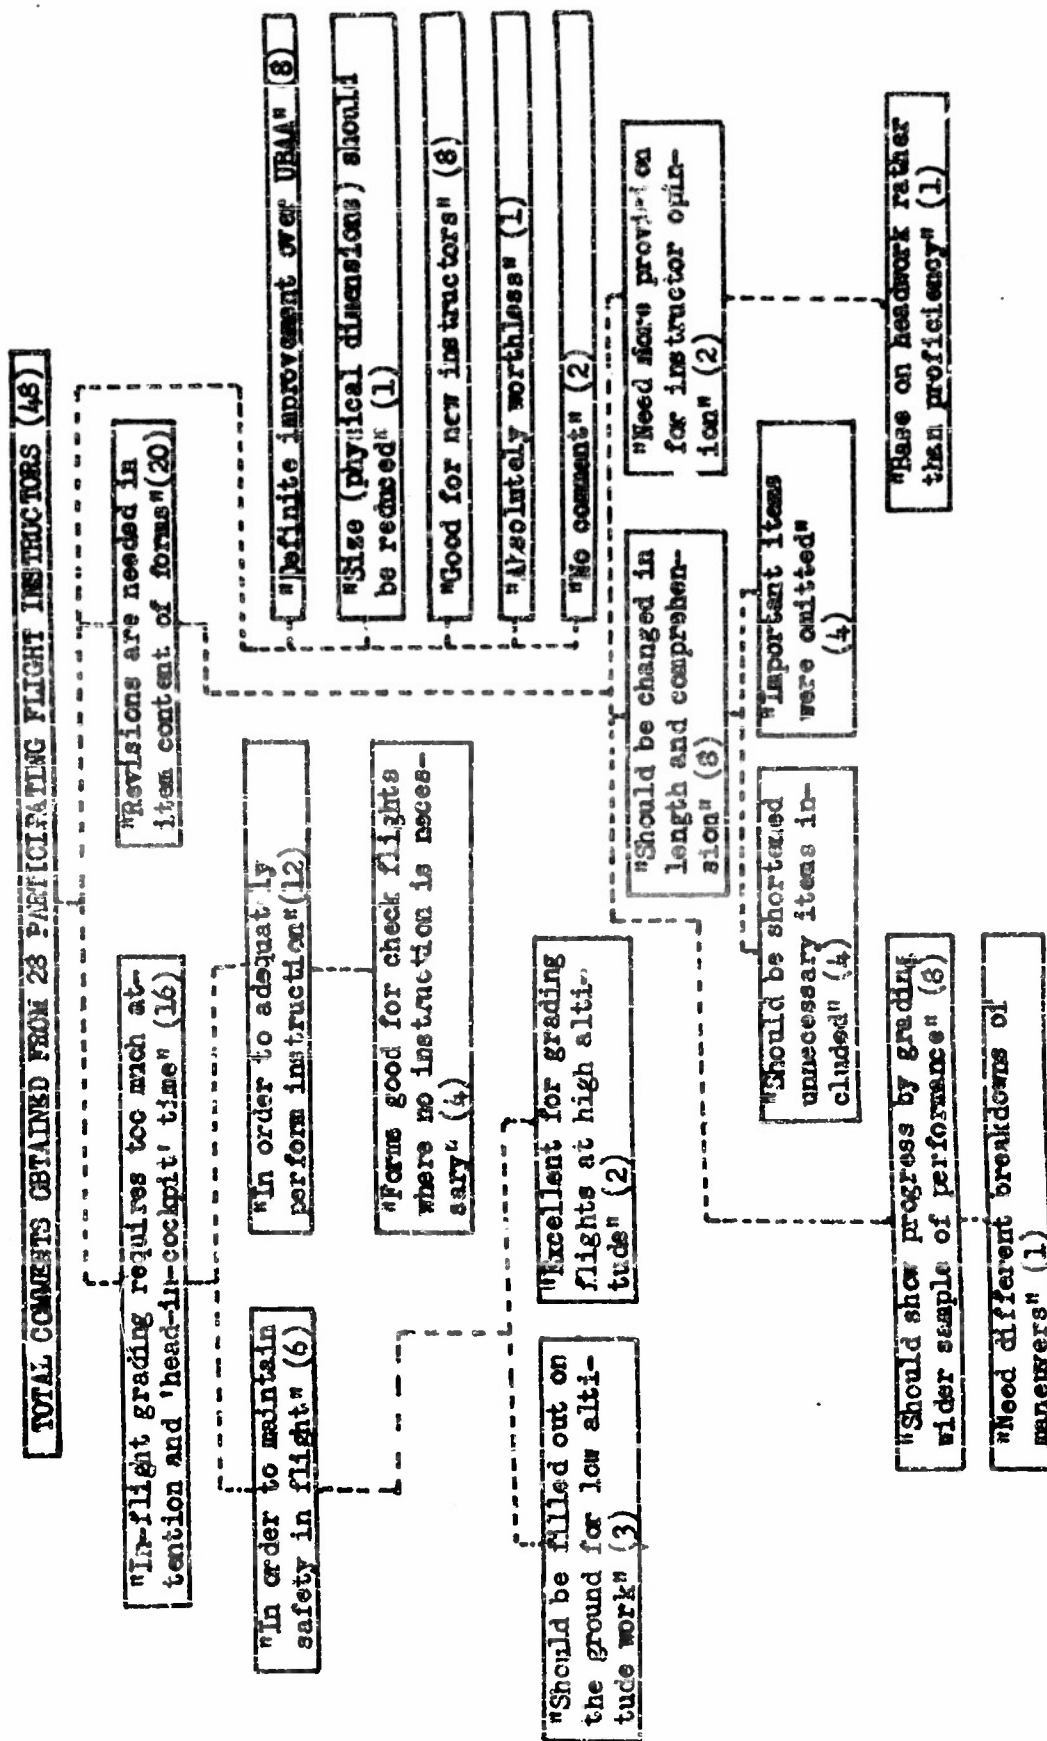 TOTAL COMMENTS OBTAINED FROM 23 PARTICIPATING FLIGHT INSTRUCTORS (48)
"In-flight grading requires too much at-
tention and 'head-in-cockpit' time" (16)
"Revisions are needed in
item content of forms"(20)
"In order to maintain
safety in flight" (6)
"In order to adequately
perform instruction"(12)
"Forms good for check flights
where no instruction is neces-
sary" (4)
"Should be filled out on
the ground for low alti-
tude work" (3)
"Excellent for grading
flights at high alti-
tude" (2)
"Definite improvement over URAA" (8)
"Size (physical dimensions) should
be reduced" (1)
"Good for new instructors" (8)
"Absolutely worthless" (1)
"No comment" (2)
"Should be changed in
length and comprehen-
sion" (8)
"Need more provision
for instructor opin-
ion" (2)
"Should be shortened
unnecessary items in-
cluded" (4)
"Important items
were omitted"
(4)
"Base on headwork rather
than proficiency" (1)
"Should show progress by grading
wider sample of performance" (8)
"Need different breakdowns of
maneuvers" (1)